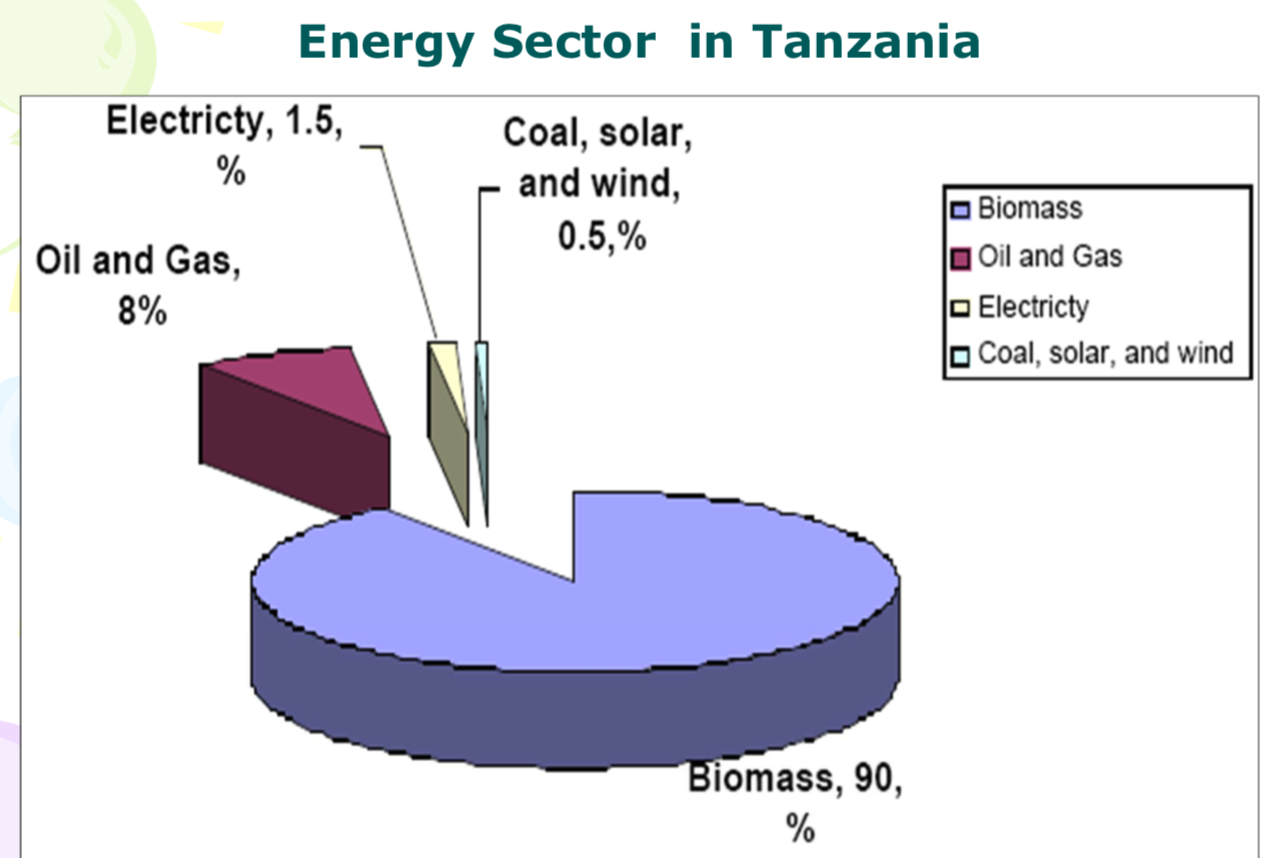 Energy Sector in Tanzania
Electricty, 1.5,
%
Coal, solar,
and wind,
0.5,%
Oil and Gas,
8%
Biomass
Oil and Gas
Electricty
Coal, solar, and wind
Biomass, 90,
%